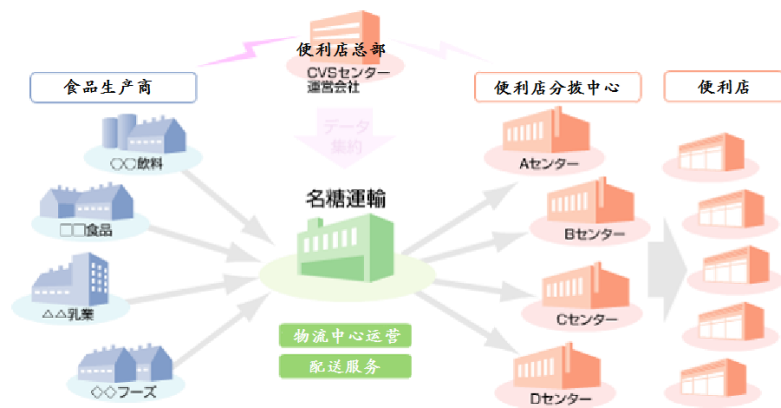 便利店总部
CVSセンター
運営会社
食品生产商
便利店分拨中心
便利店
データ
集約
○○飲料
□□食品
△△乳業
◇◇フーズ
名糖運輸
物流中心运营
配送服务
Aセンター
Bセンター
Cセンター
Dセンター